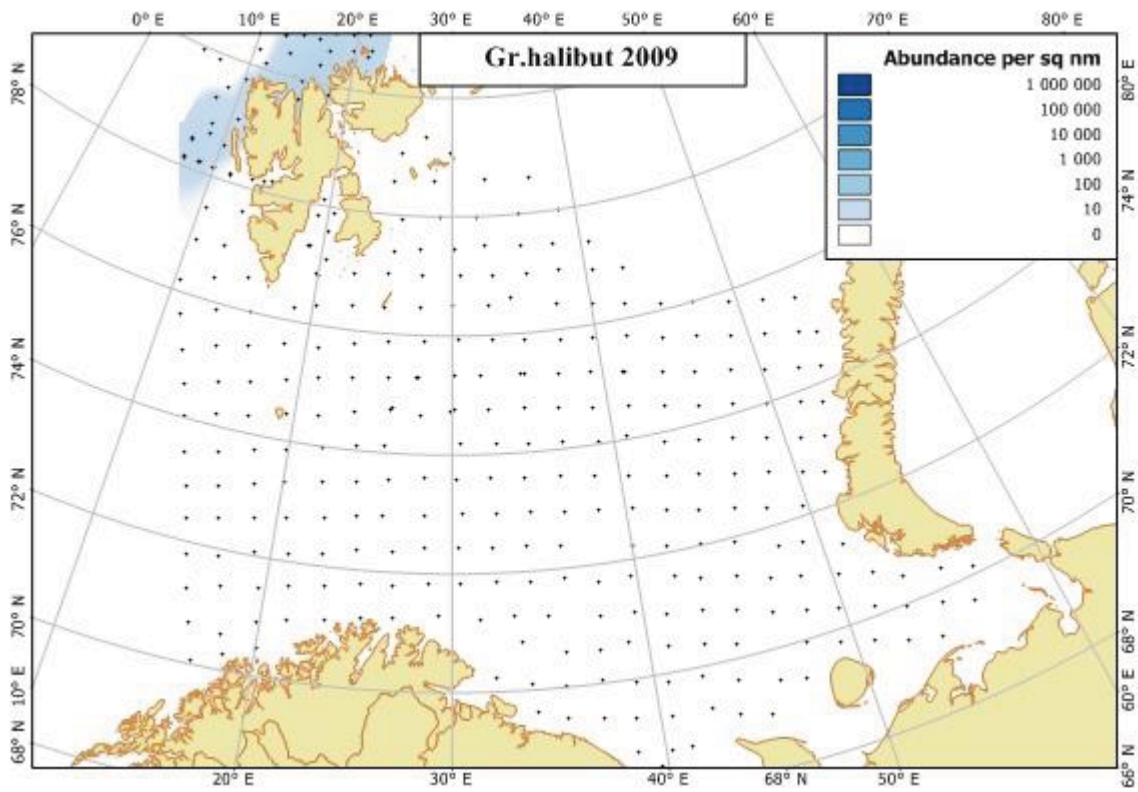 0° E 10° E 20° E 30° E 40° E 50° E 60° E 70° E 80° E
Gr.halibut 2009
Abundance per sq nm
1 000 000
100 000
10 000
1 000
100
10
0
78° N
76° N
74° N
72° N
70° N
10° E
68° N
80° E
74° N
72° N
70° N
68° N
60° E
66° N
20° E 30° E 40° E 68° N 50° E